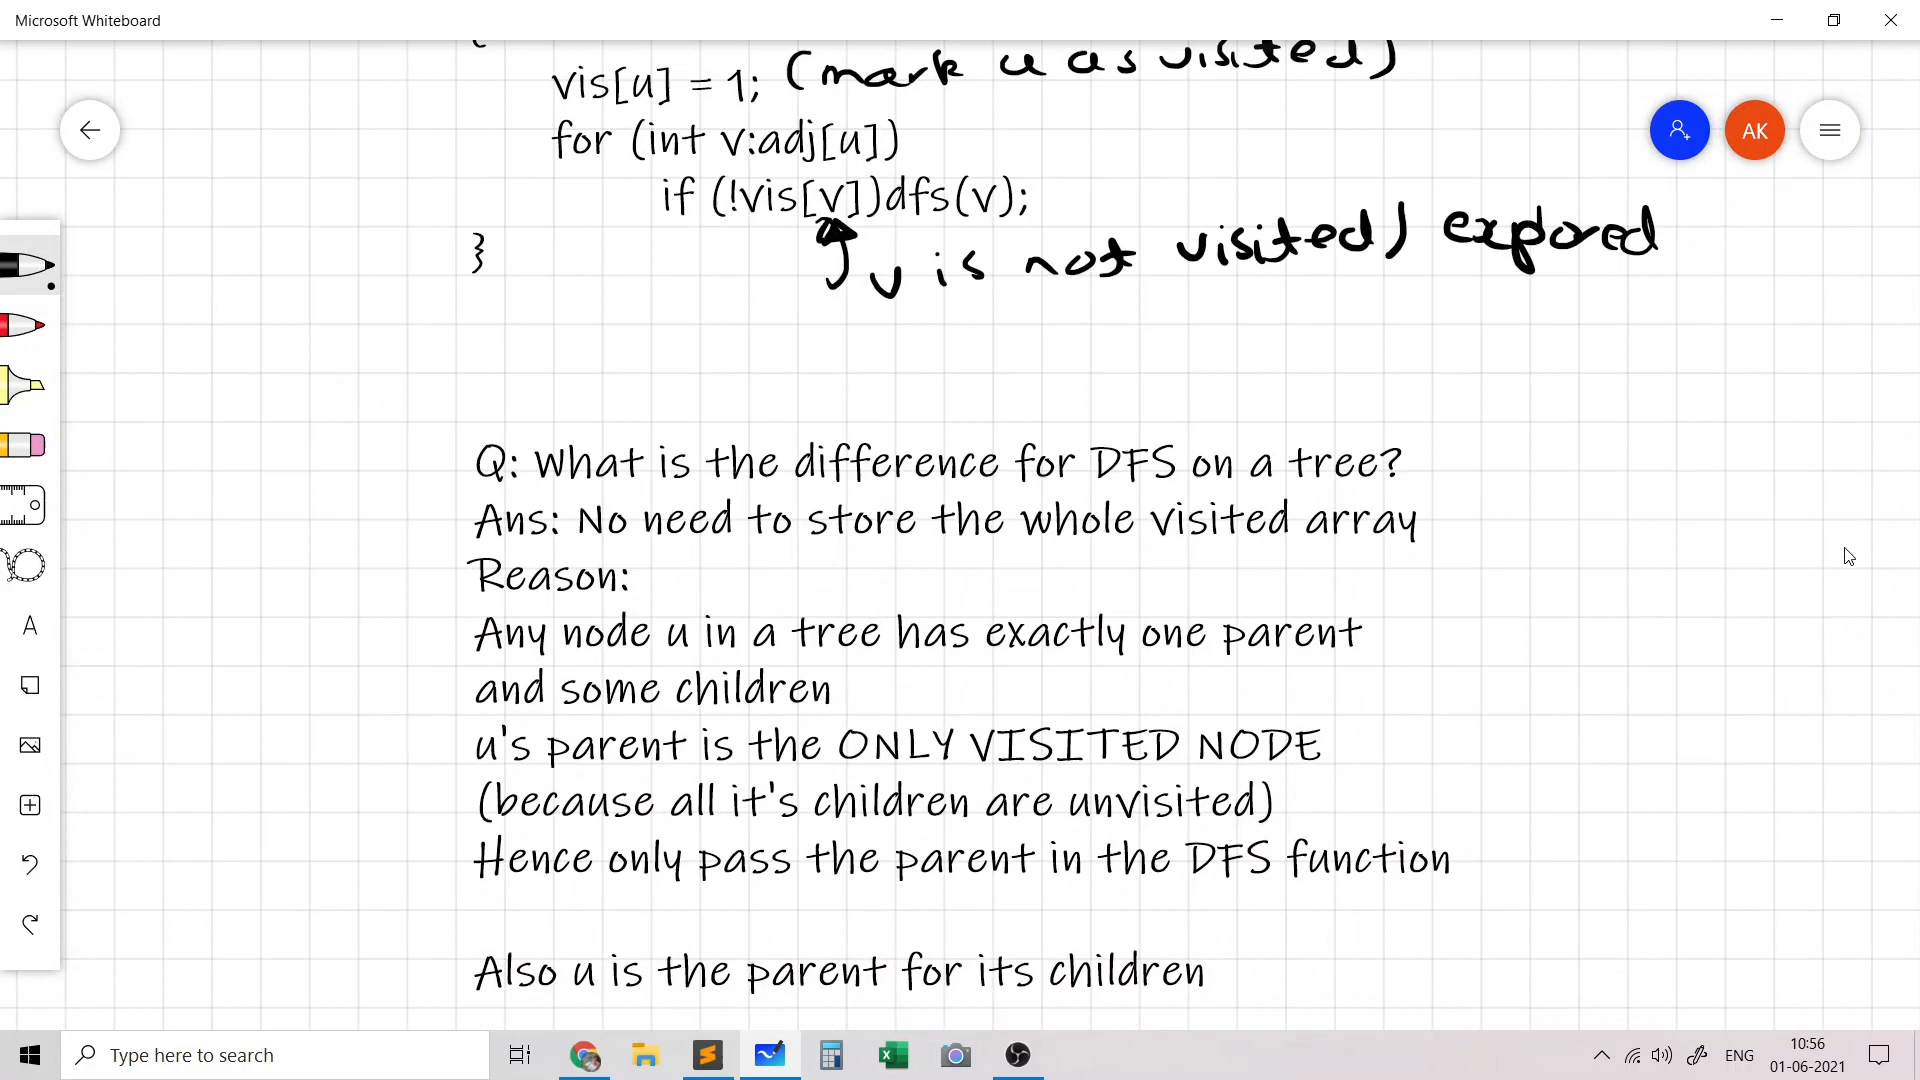 Microsoft Whiteboard
{
vis[u] = 1; (mark u as visited)
for (int v:adj[u])
if (!vis[v])dfs(v);
}
v is not visited) expored
AK
A
Q: What is the difference for DFS on a tree?
Ans: No need to store the whole visited array
Reason:
Any node u in a tree has exactly one parent
and some children
u's parent is the ONLY VISITED NODE
(because all it's children are unvisited)
Hence only pass the parent in the DFS function
Also u is the parent for its children
Type here to search
ENG
10:56
01-06-2021